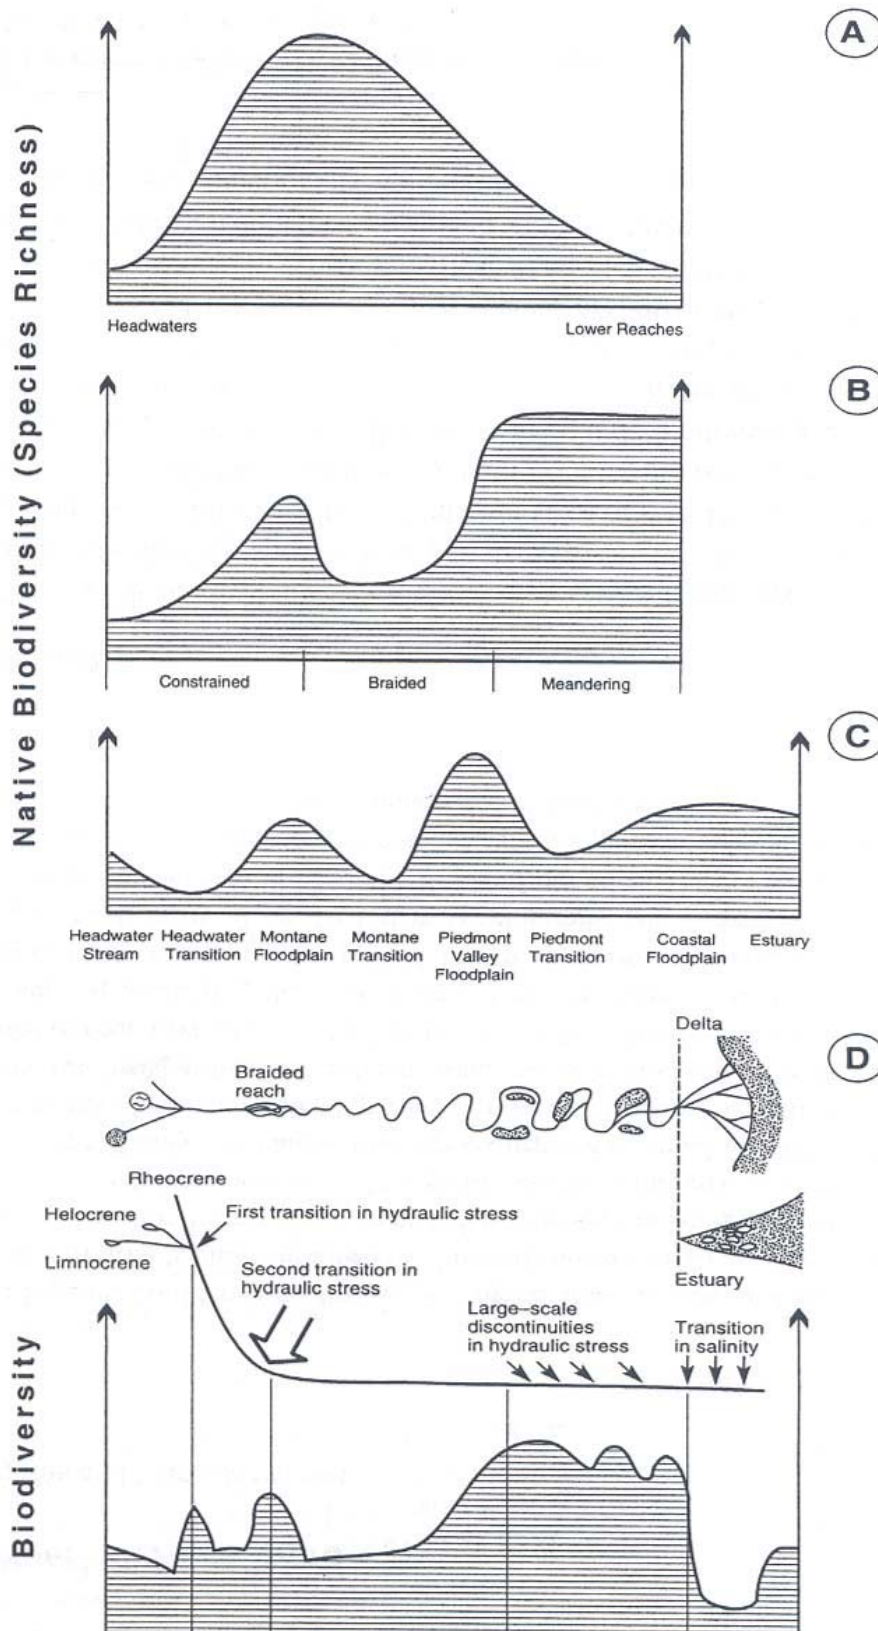 Native Biodiversity (Species Richness)
A
Headwaters
Lower Reaches
B
Constrained
Braided
Meandering
C
Headwater
Stream
Headwater
Transition
Montane
Floodplain
Montane
Transition
Piedmont
Valley
Floodplain
Piedmont
Transition
Coastal
Floodplain
Estuary
D
Delta
Braided
reach
Rheocrene
Helocrene
Limnocrene
First transition in hydraulic stress
Second transition in
hydraulic stress
Estuary
Large–scale
discontinuities
in hydraulic stress
Transition
in salinity
Biodiversity